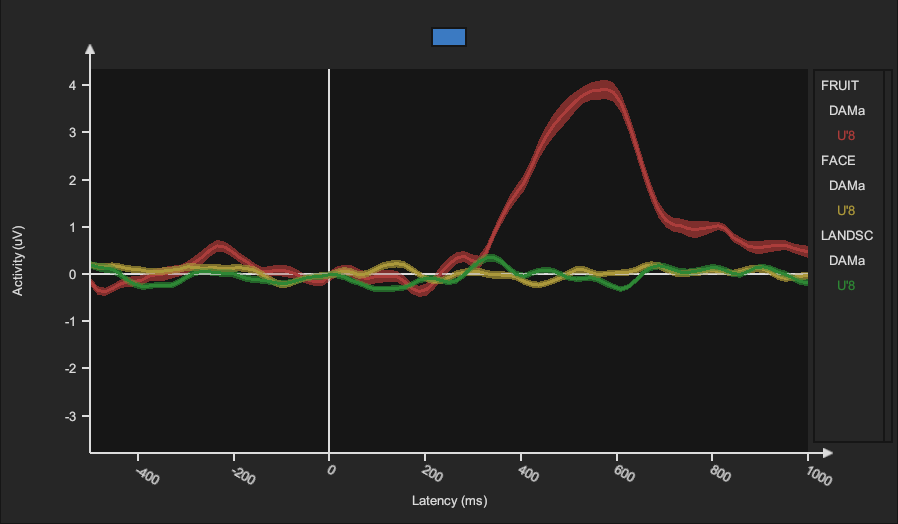 4
3
2
1
0
-1
-2
-3
Activity (uV)
-400
-200
0
200
400
600
800
1000
Latency (ms)
FRUIT
DAMa
U'8
FACE
DAMa
U'8
LANDSC
DAMa
U'8